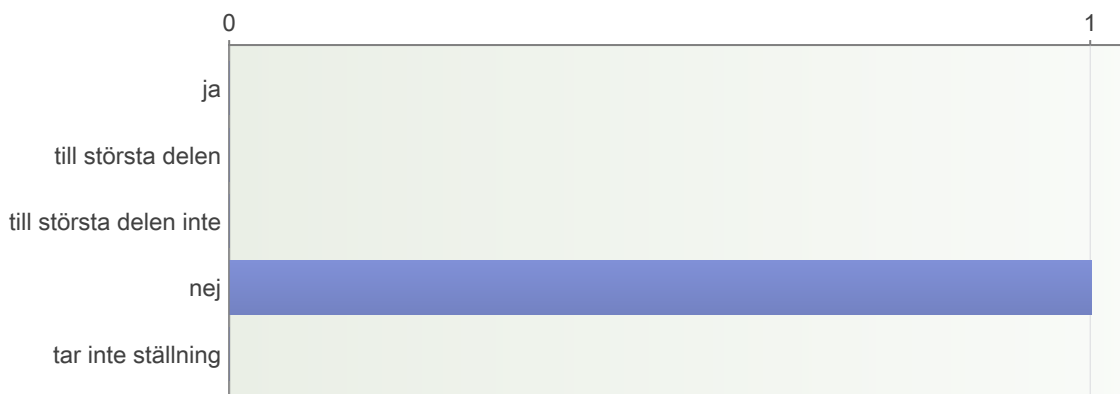 0 1
ja
till största delen
till största delen inte
nej
tar inte ställning